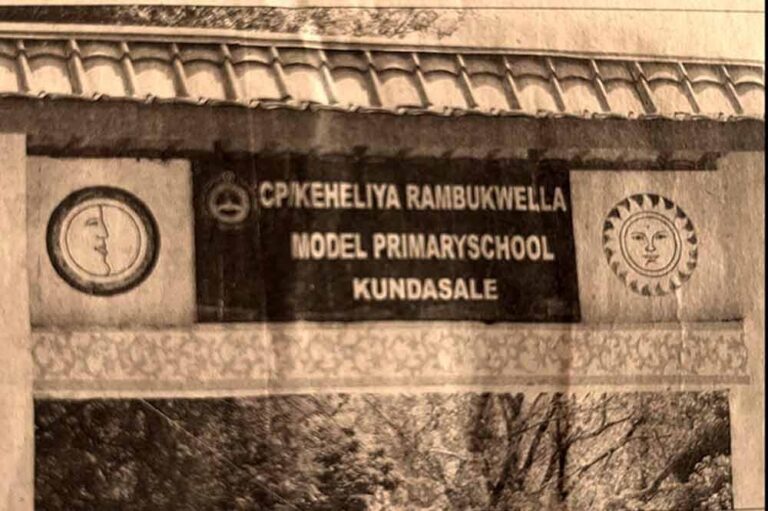 CP/KEHELIYA RAMBUKWELLA
MODEL PRIMARYSCHOOL
KUNDASALE